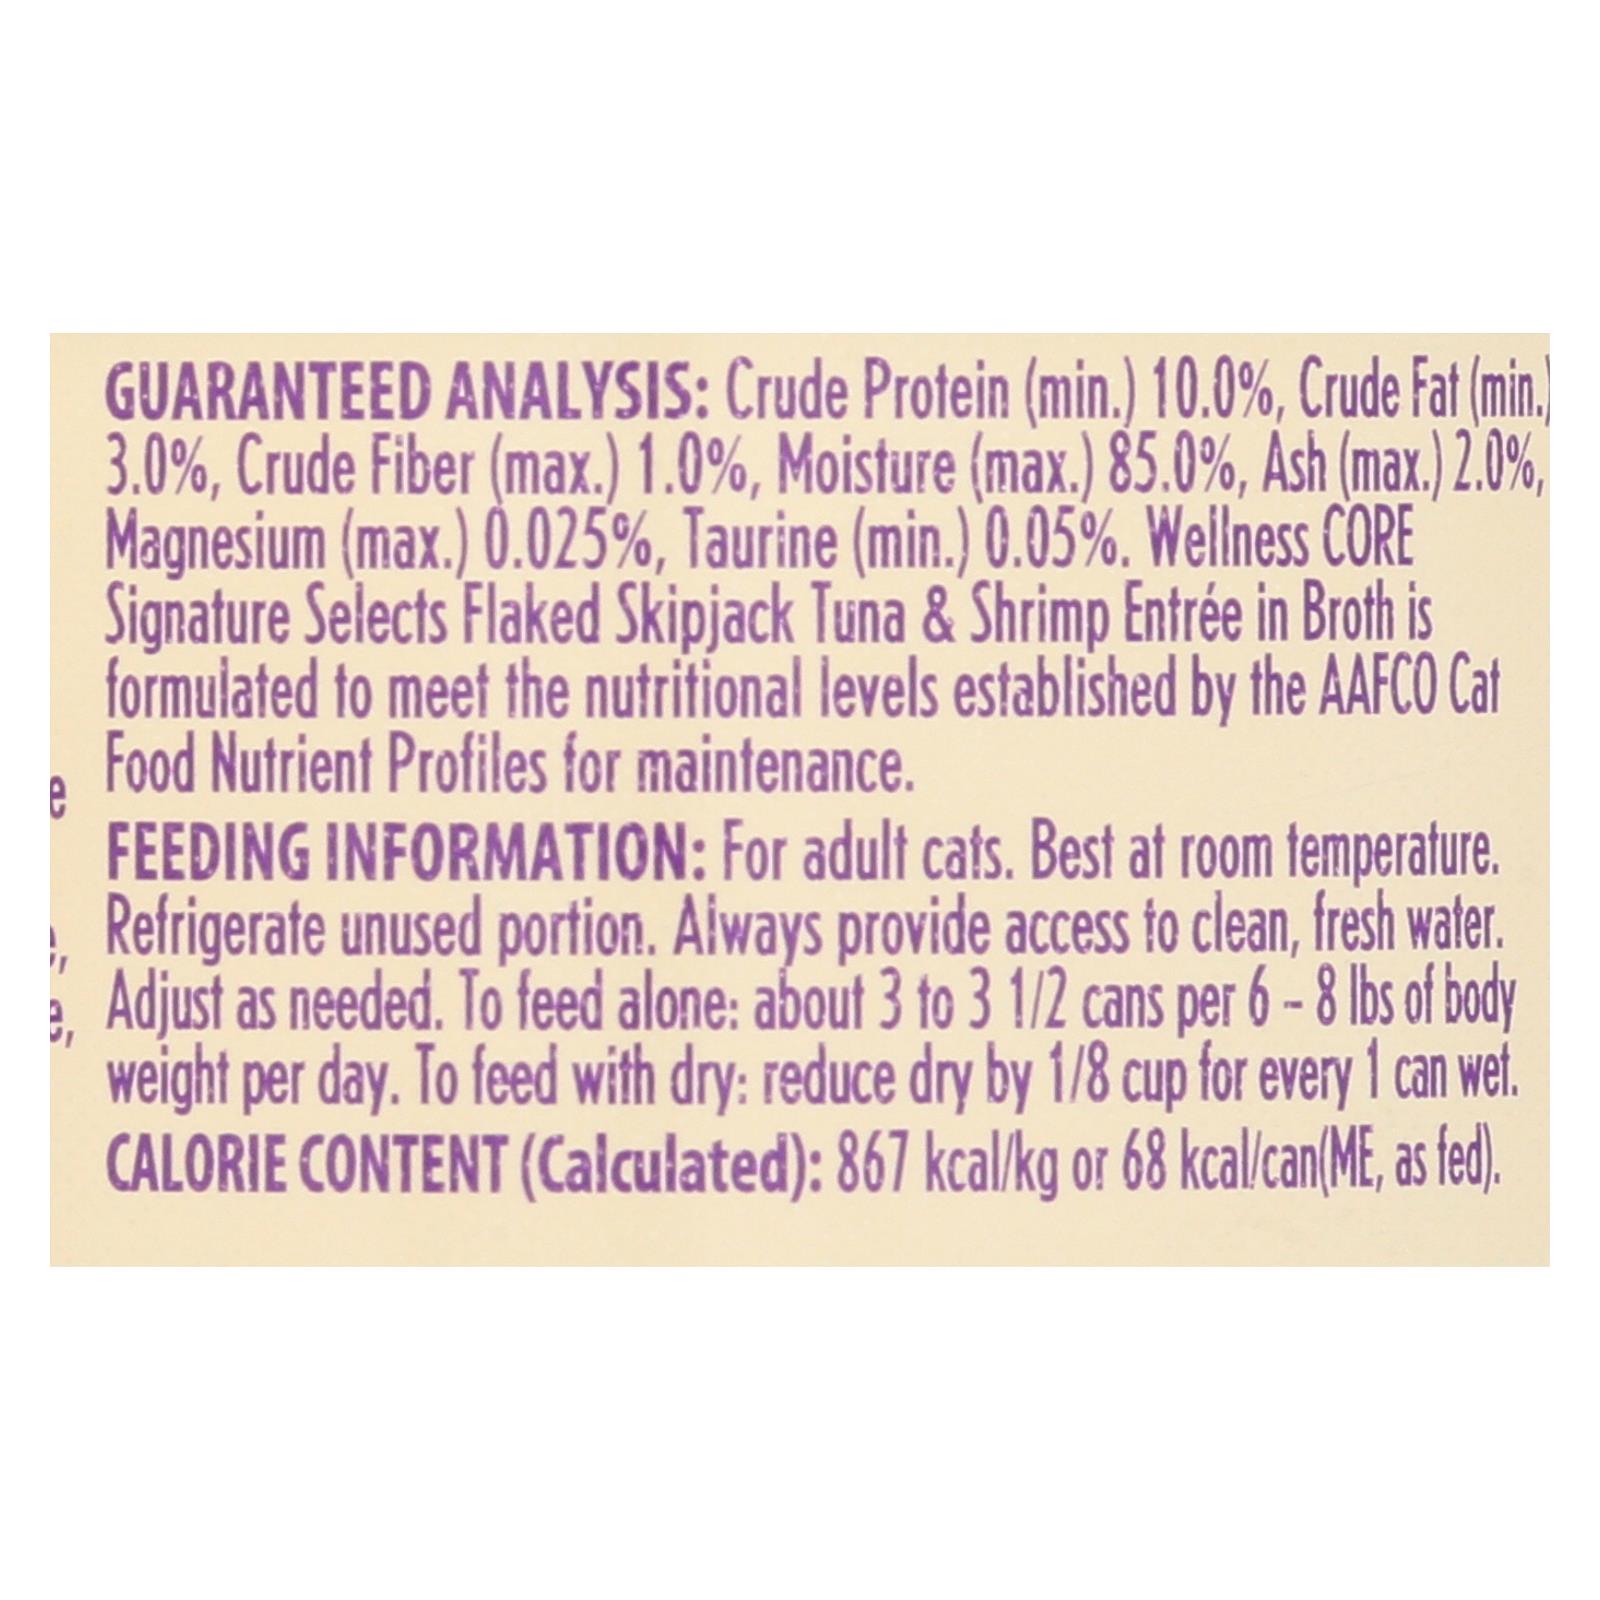 GUARANTEED ANALYSIS: Crude Protein (min.) 10.0%, Crude Fat (min.)
3.0%, Crude Fiber (max.) 1.0%, Moisture (max.) 85.0%, Ash (max.) 2.0%,
Magnesium (max.) 0.025%, Taurine (min.) 0.05%. Wellness CORE
Signature Selects Flaked Skipjack Tuna & Shrimp Entrée in Broth is
formulated to meet the nutritional levels established by the AAFCO Cat
Food Nutrient Profiles for maintenance.
FEEDING INFORMATION: For adult cats. Best at room temperature.
Refrigerate unused portion. Always provide access to clean, fresh water.
Adjust as needed. To feed alone: about 3 to 3 1/2 cans per 6 – 8 lbs of body
weight per day. To feed with dry: reduce dry by 1/8 cup for every 1 can wet.
CALORIE CONTENT (Calculated): 867 kcal/kg or 68 kcal/can(ME, as fed).